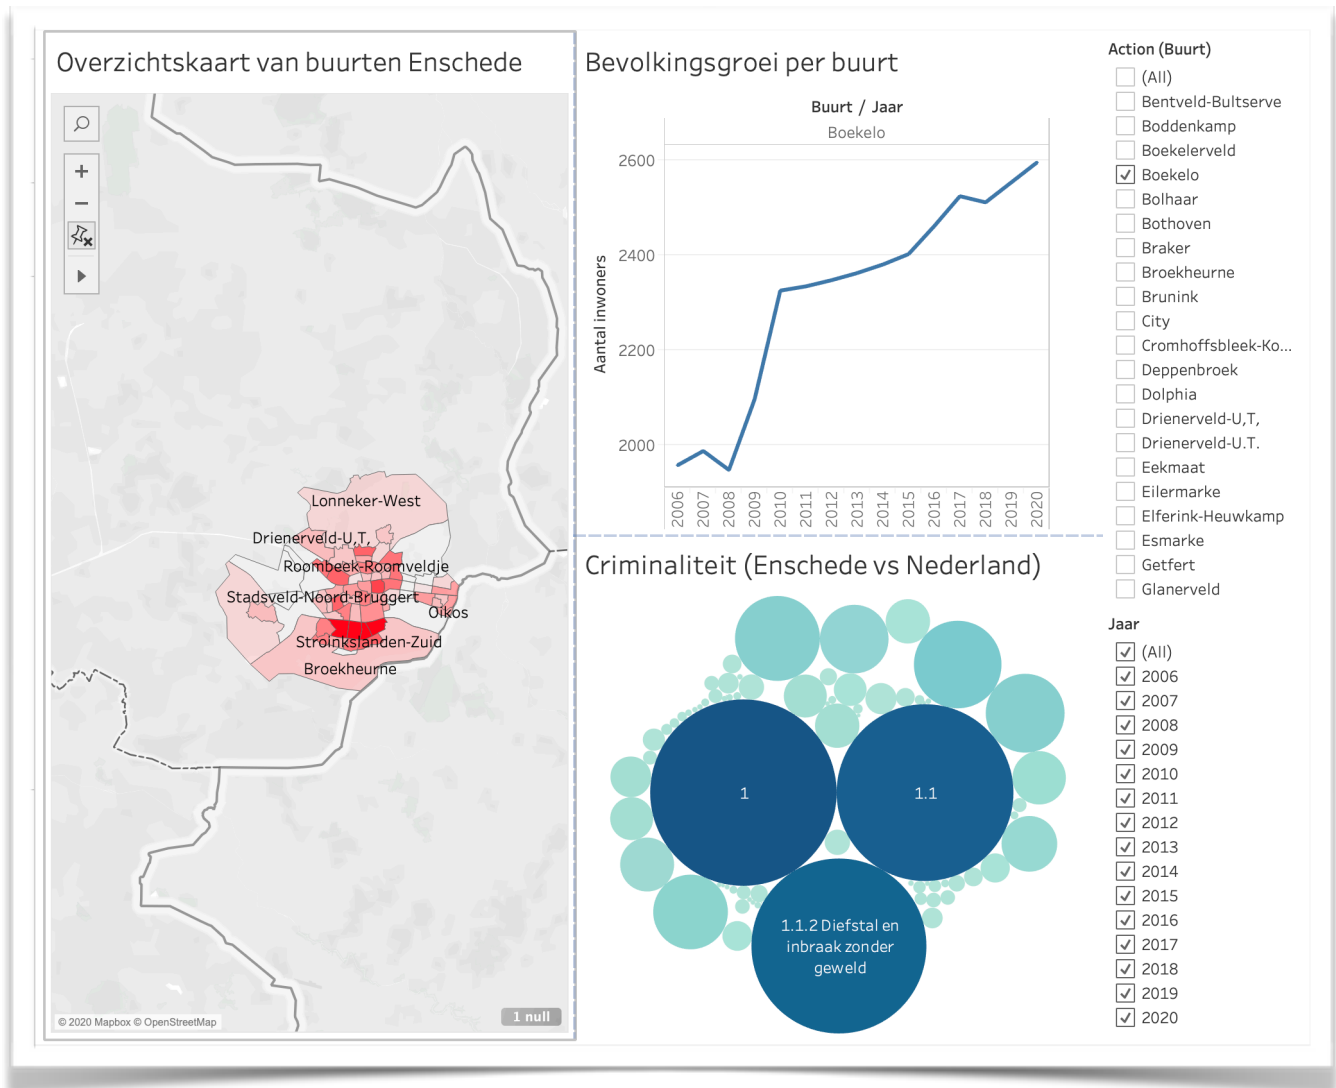 Overzichtskaart van buurten Enschede
Lonneker-West
Drienerveld-U,T,
Roombeek-Roomveldje
Stadsveld-Noord-Bruggert
Oikos
Stroinkslanden-Zuid
Broekheurne
© 2020 Mapbox © OpenStreetMap
1 null
Bevolkingsgroei per buurt
Buurt / Jaar
Boekelo
Aantal inwoners
2600
2400
2200
2000
2006
2007
2008
2009
2010
2011
2012
2013
2014
2015
2016
2017
2018
2019
2020
Criminaliteit (Enschede vs Nederland)
1
1.1
1.1.2 Diefstal en
inbraak zonder
geweld
Action (Buurt)
(All)
Bentveld-Bultserve
Boddenkamp
Boekelerveld
Boekelo
Bolhaar
Bothoven
Braker
Broekheurne
Brunink
City
Cromhoffsbleek-Ko...
Deppenbroek
Dolphia
Drienerveld-U,T,
Drienerveld-U.T.
Eekmaat
Eilermarke
Elferink-Heuwkamp
Esmarke
Getfert
Glanerveld
Jaar
(All)
2006
2007
2008
2009
2010
2011
2012
2013
2014
2015
2016
2017
2018
2019
2020